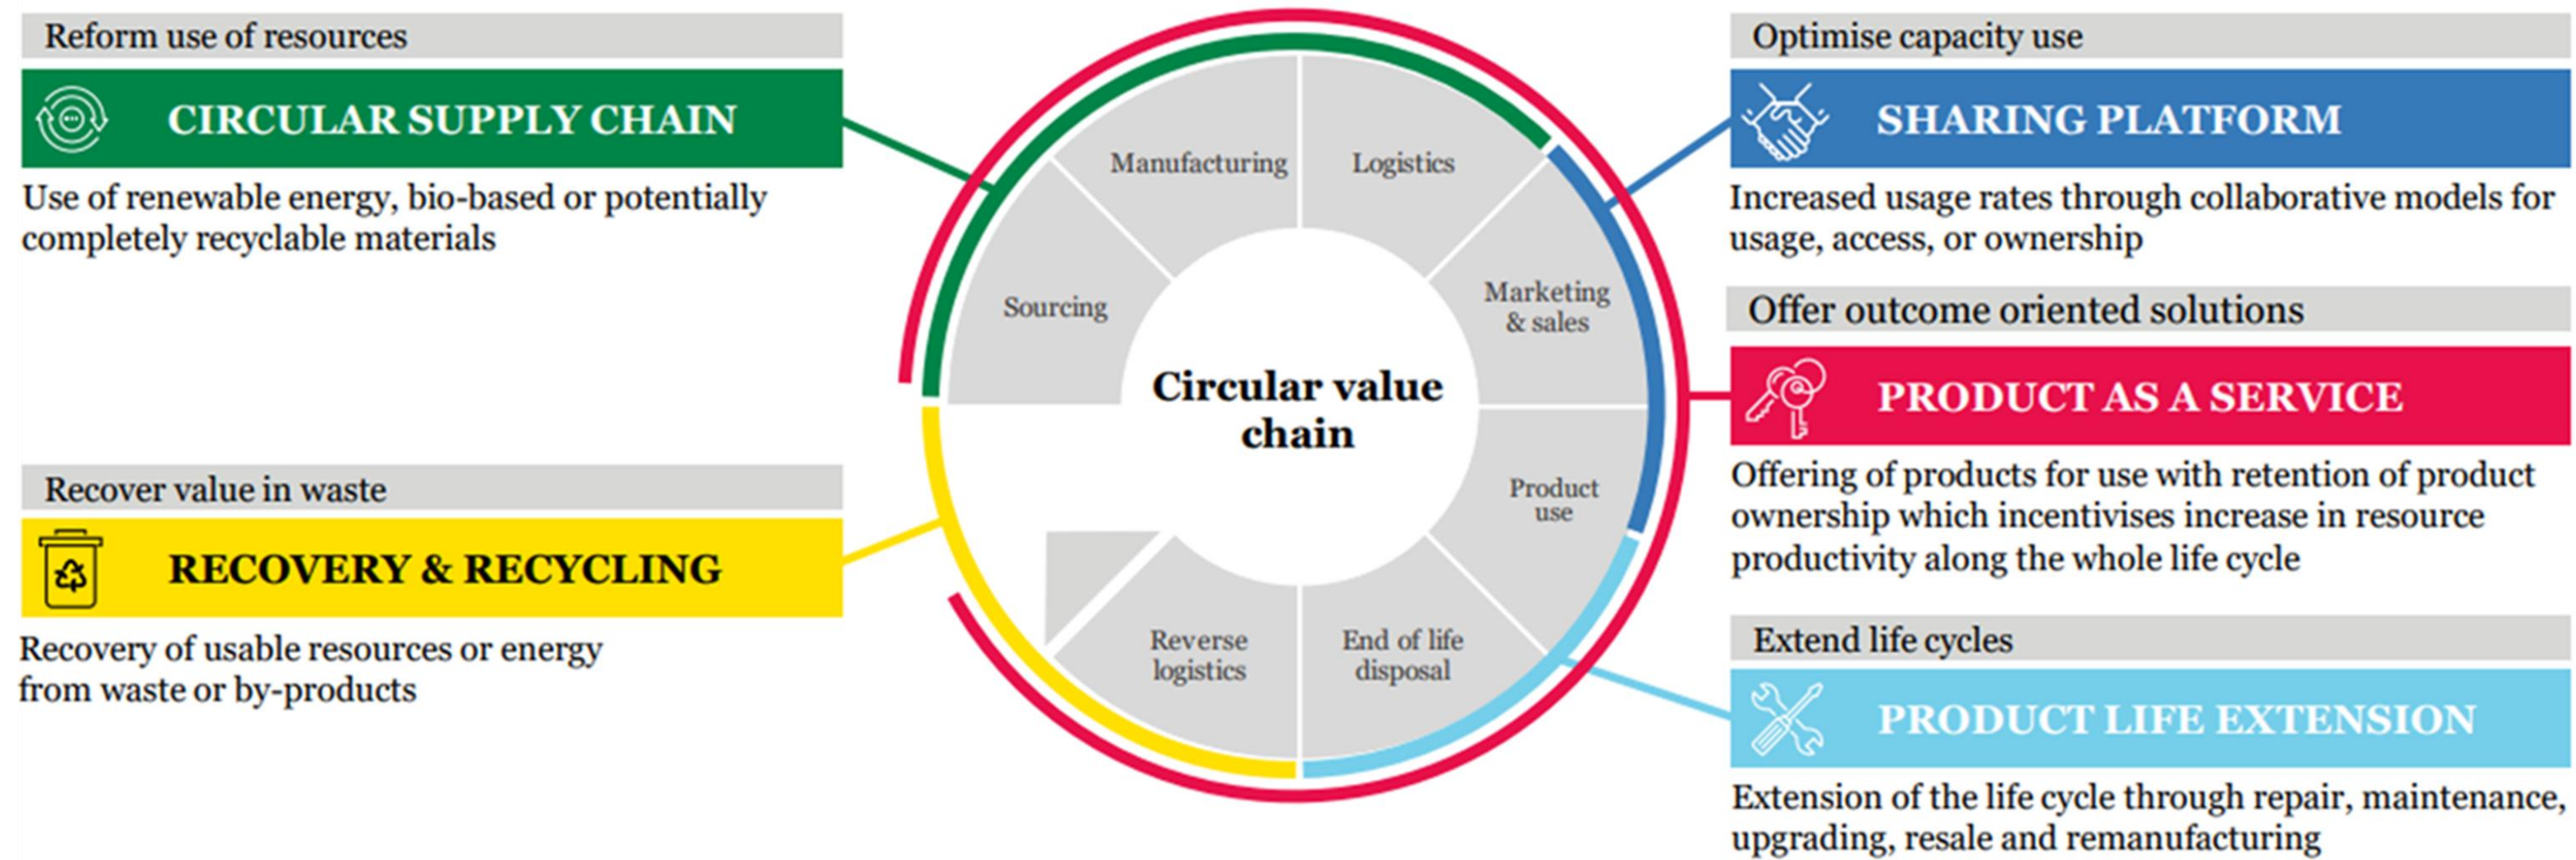 Reform use of resources
CIRCULAR SUPPLY CHAIN
Use of renewable energy, bio-based or potentially
completely recyclable materials
Recover value in waste
RECOVERY & RECYCLING
Recovery of usable resources or energy
from waste or by-products
Manufacturing
Logistics
Sourcing
Marketing
& sales
Circular value
chain
Product
use
Reverse
logistics
End of life
disposal
Optimise capacity use
SHARING PLATFORM
Increased usage rates through collaborative models for
usage, access, or ownership
Offer outcome oriented solutions
PRODUCT AS A SERVICE
Offering of products for use with retention of product
ownership which incentivises increase in resource
productivity along the whole life cycle
Extend life cycles
PRODUCT LIFE EXTENSION
Extension of the life cycle through repair, maintenance,
upgrading, resale and remanufacturing